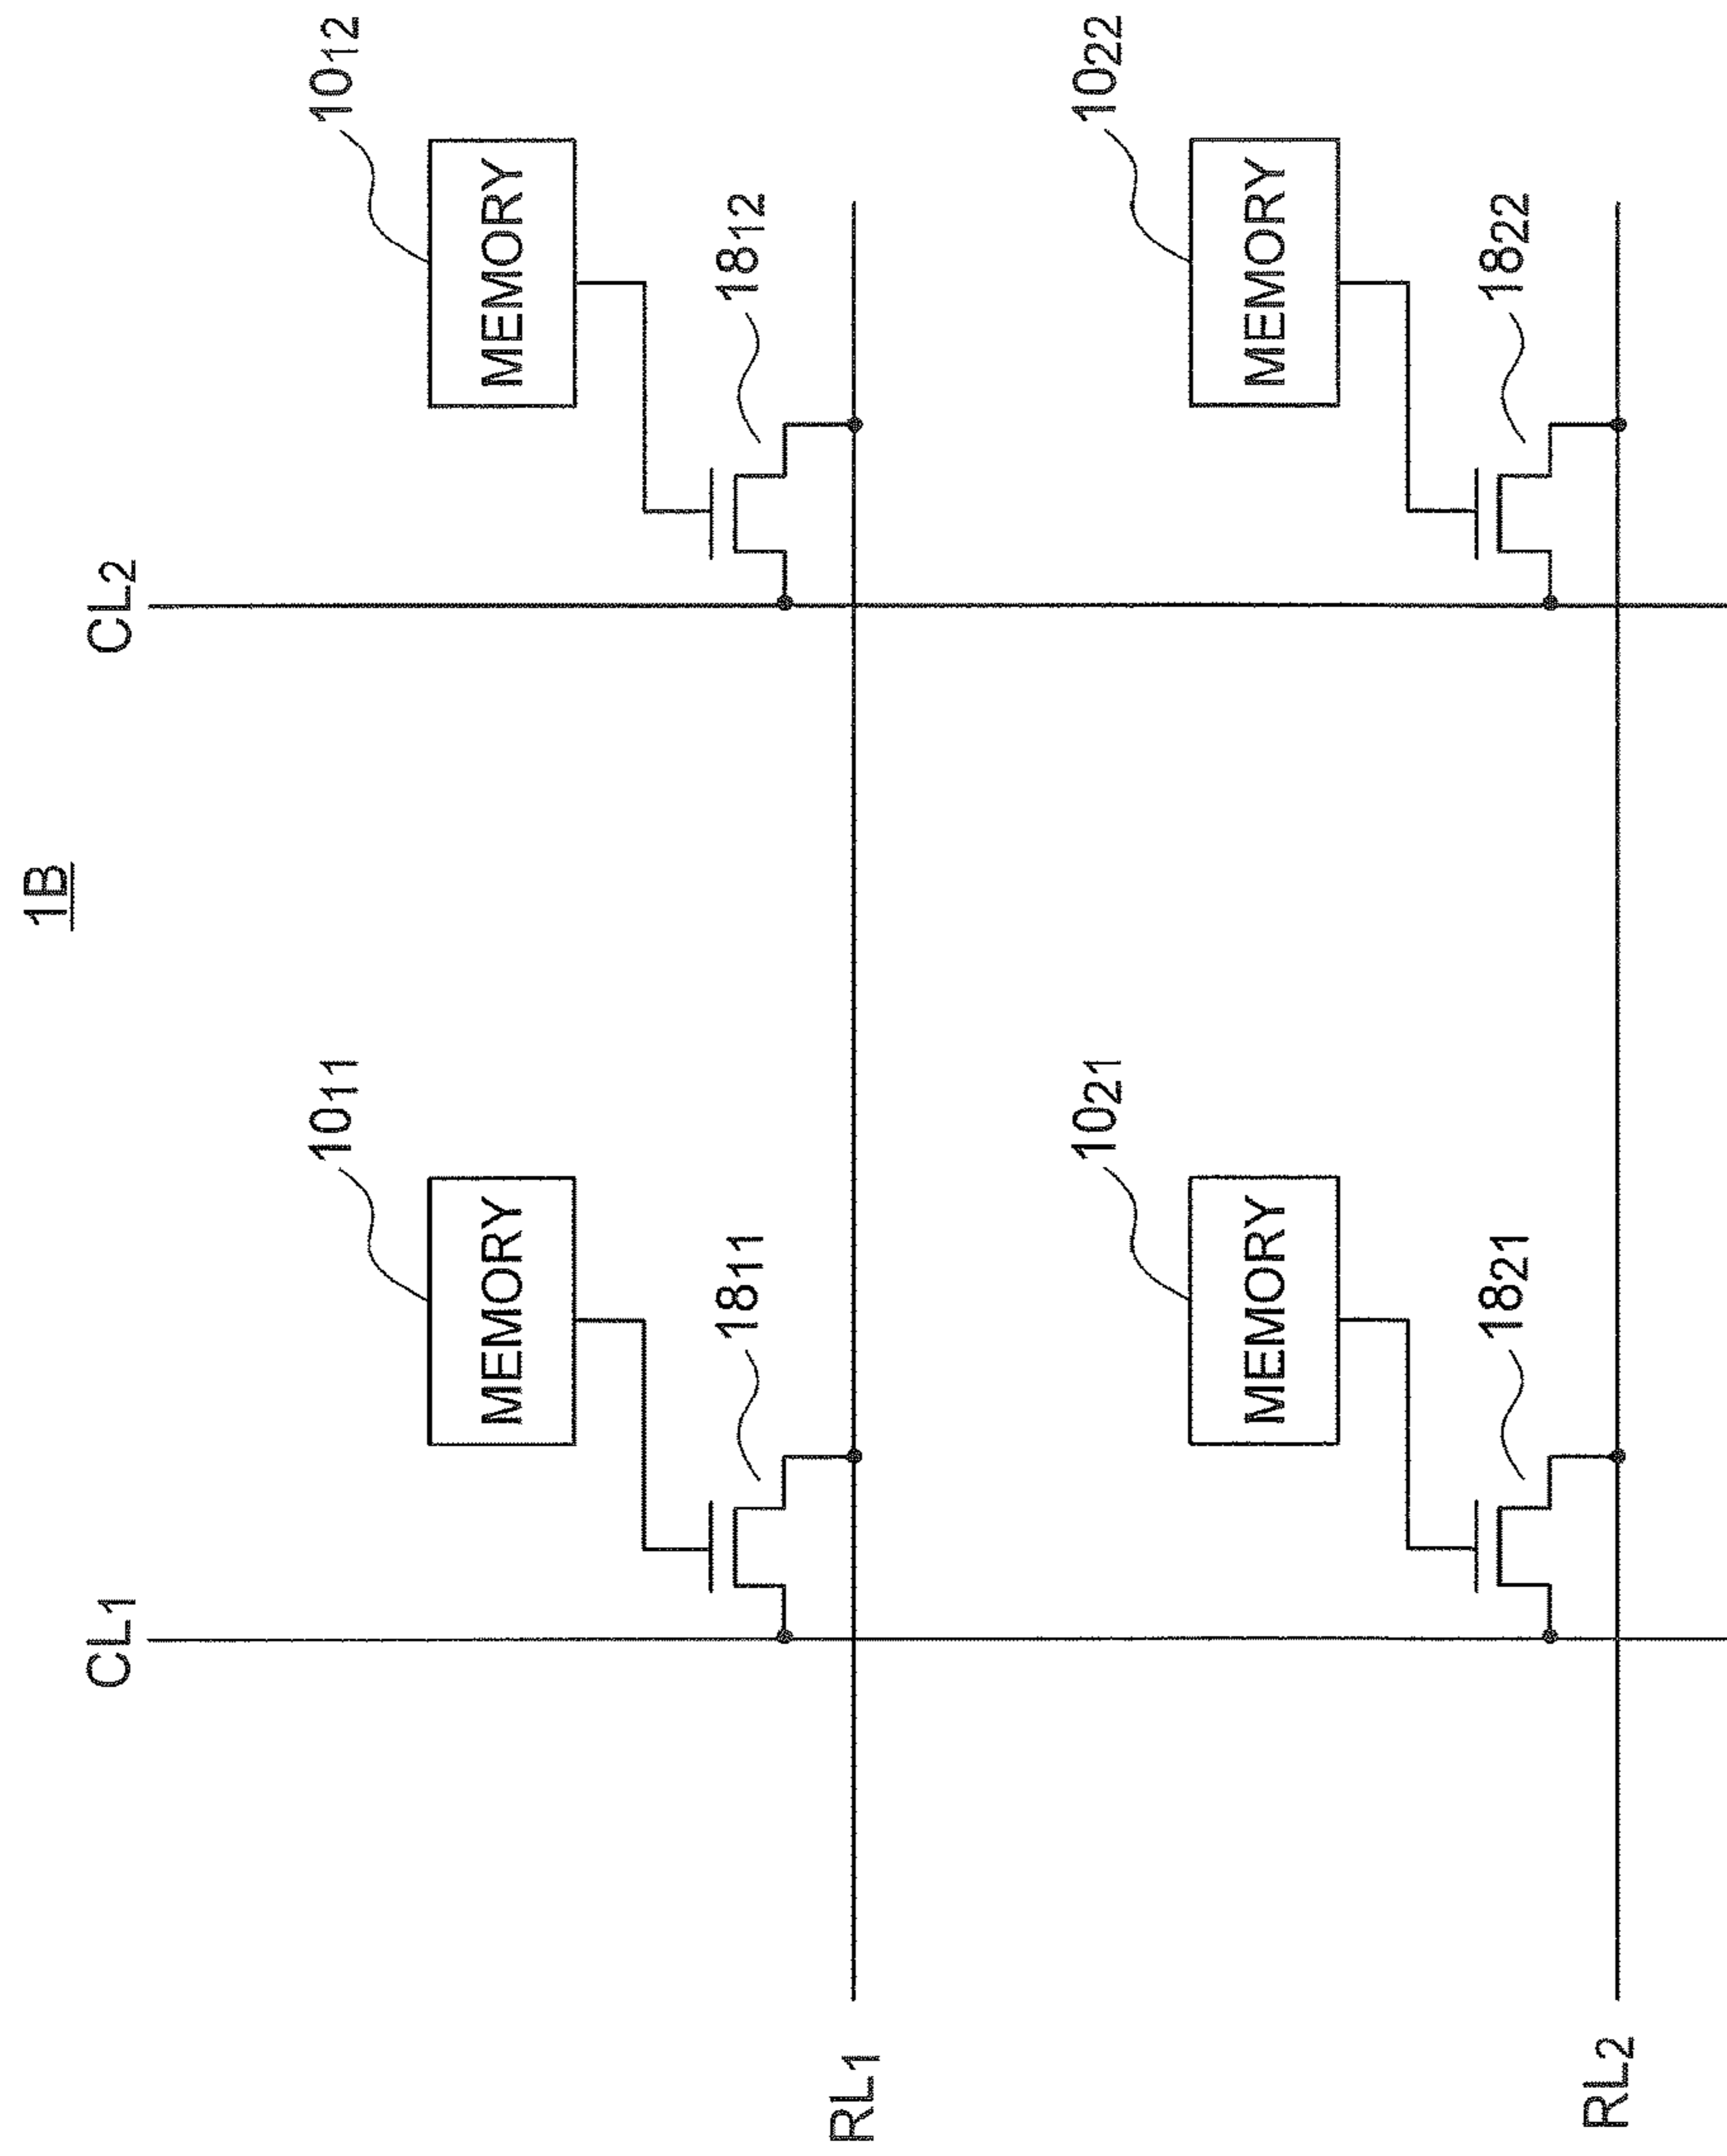 1B
CL₁
CL₂
10₁₁
10₁₂
MEMORY
MEMORY
18₁₁
18₁₂
RL₁
10₂₁
10₂₂
MEMORY
MEMORY
18₂₁
18₂₂
RL₂